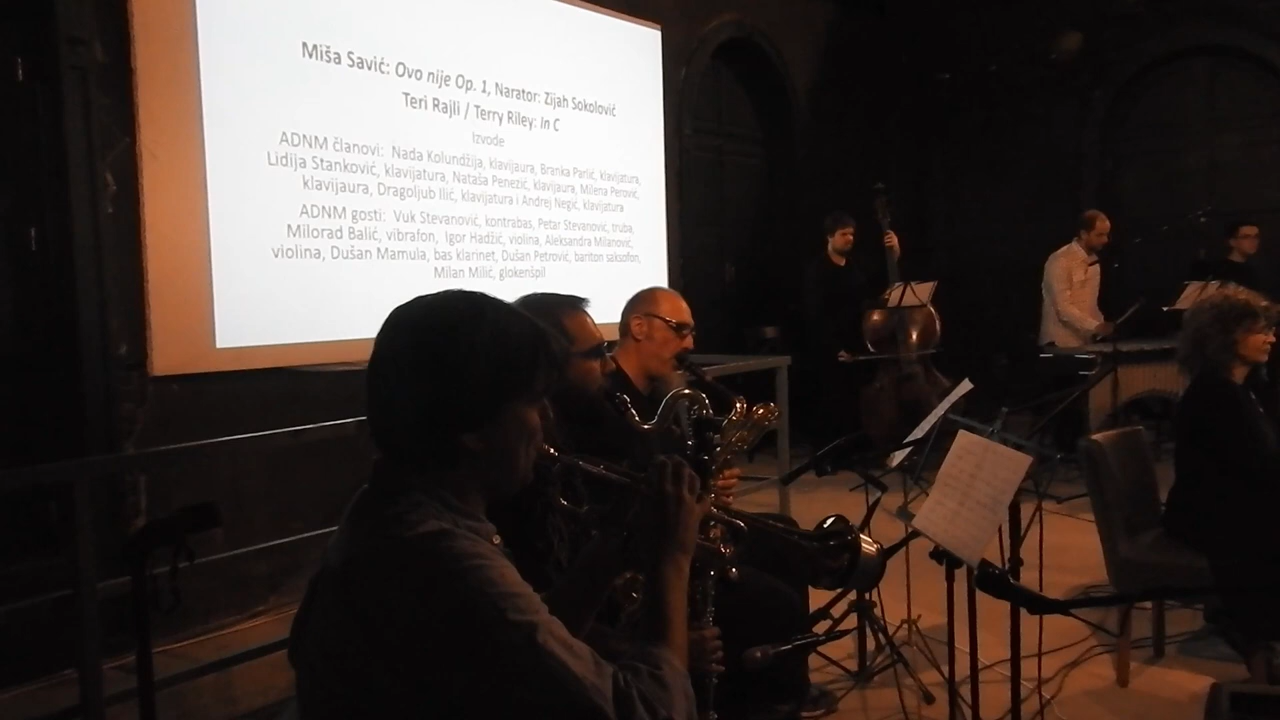 Miša Savić: Ovo nije Op. 1, Narator: Zijah Sokolović
Teri Rajli / Terry Riley: In C
Izvode
ADNM članovi: Nada Kolundžija, klavijaura, Branka Parlić, klavijatura,
Lidija Stanković, klavijatura, Nataša Penezić, klavijaura, Milena Perović,
klavijaura, Dragoljub Ilić, klavijatura i Andrej Negić, klavijatura
ADNM gosti: Vuk Stevanović, kontrabas, Petar Stevanović, truba,
Milorad Balić, vibrafon, Igor Hadžić, violina, Aleksandra Milanović,
violina, Dušan Mamula, bas klarinet, Dušan Petrović, bariton saksofon,
Milan Milić, glokenšpil